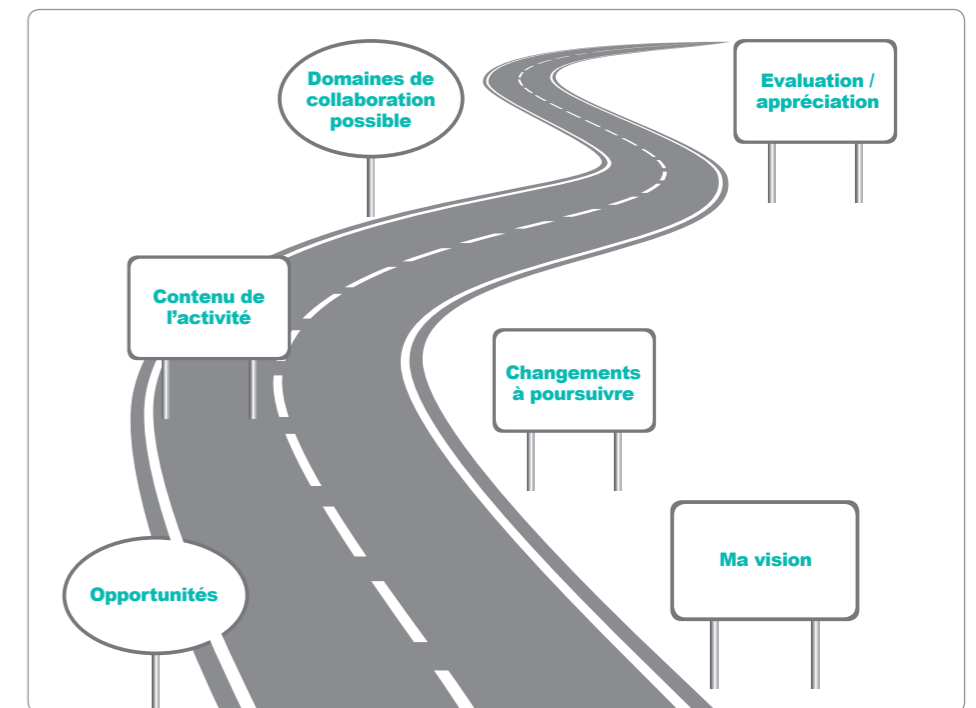 Domaines de
collaboration
possible
Evaluation /
appréciation
Contenu de
l’activité
Changements
à poursuivre
Ma vision
Opportunités